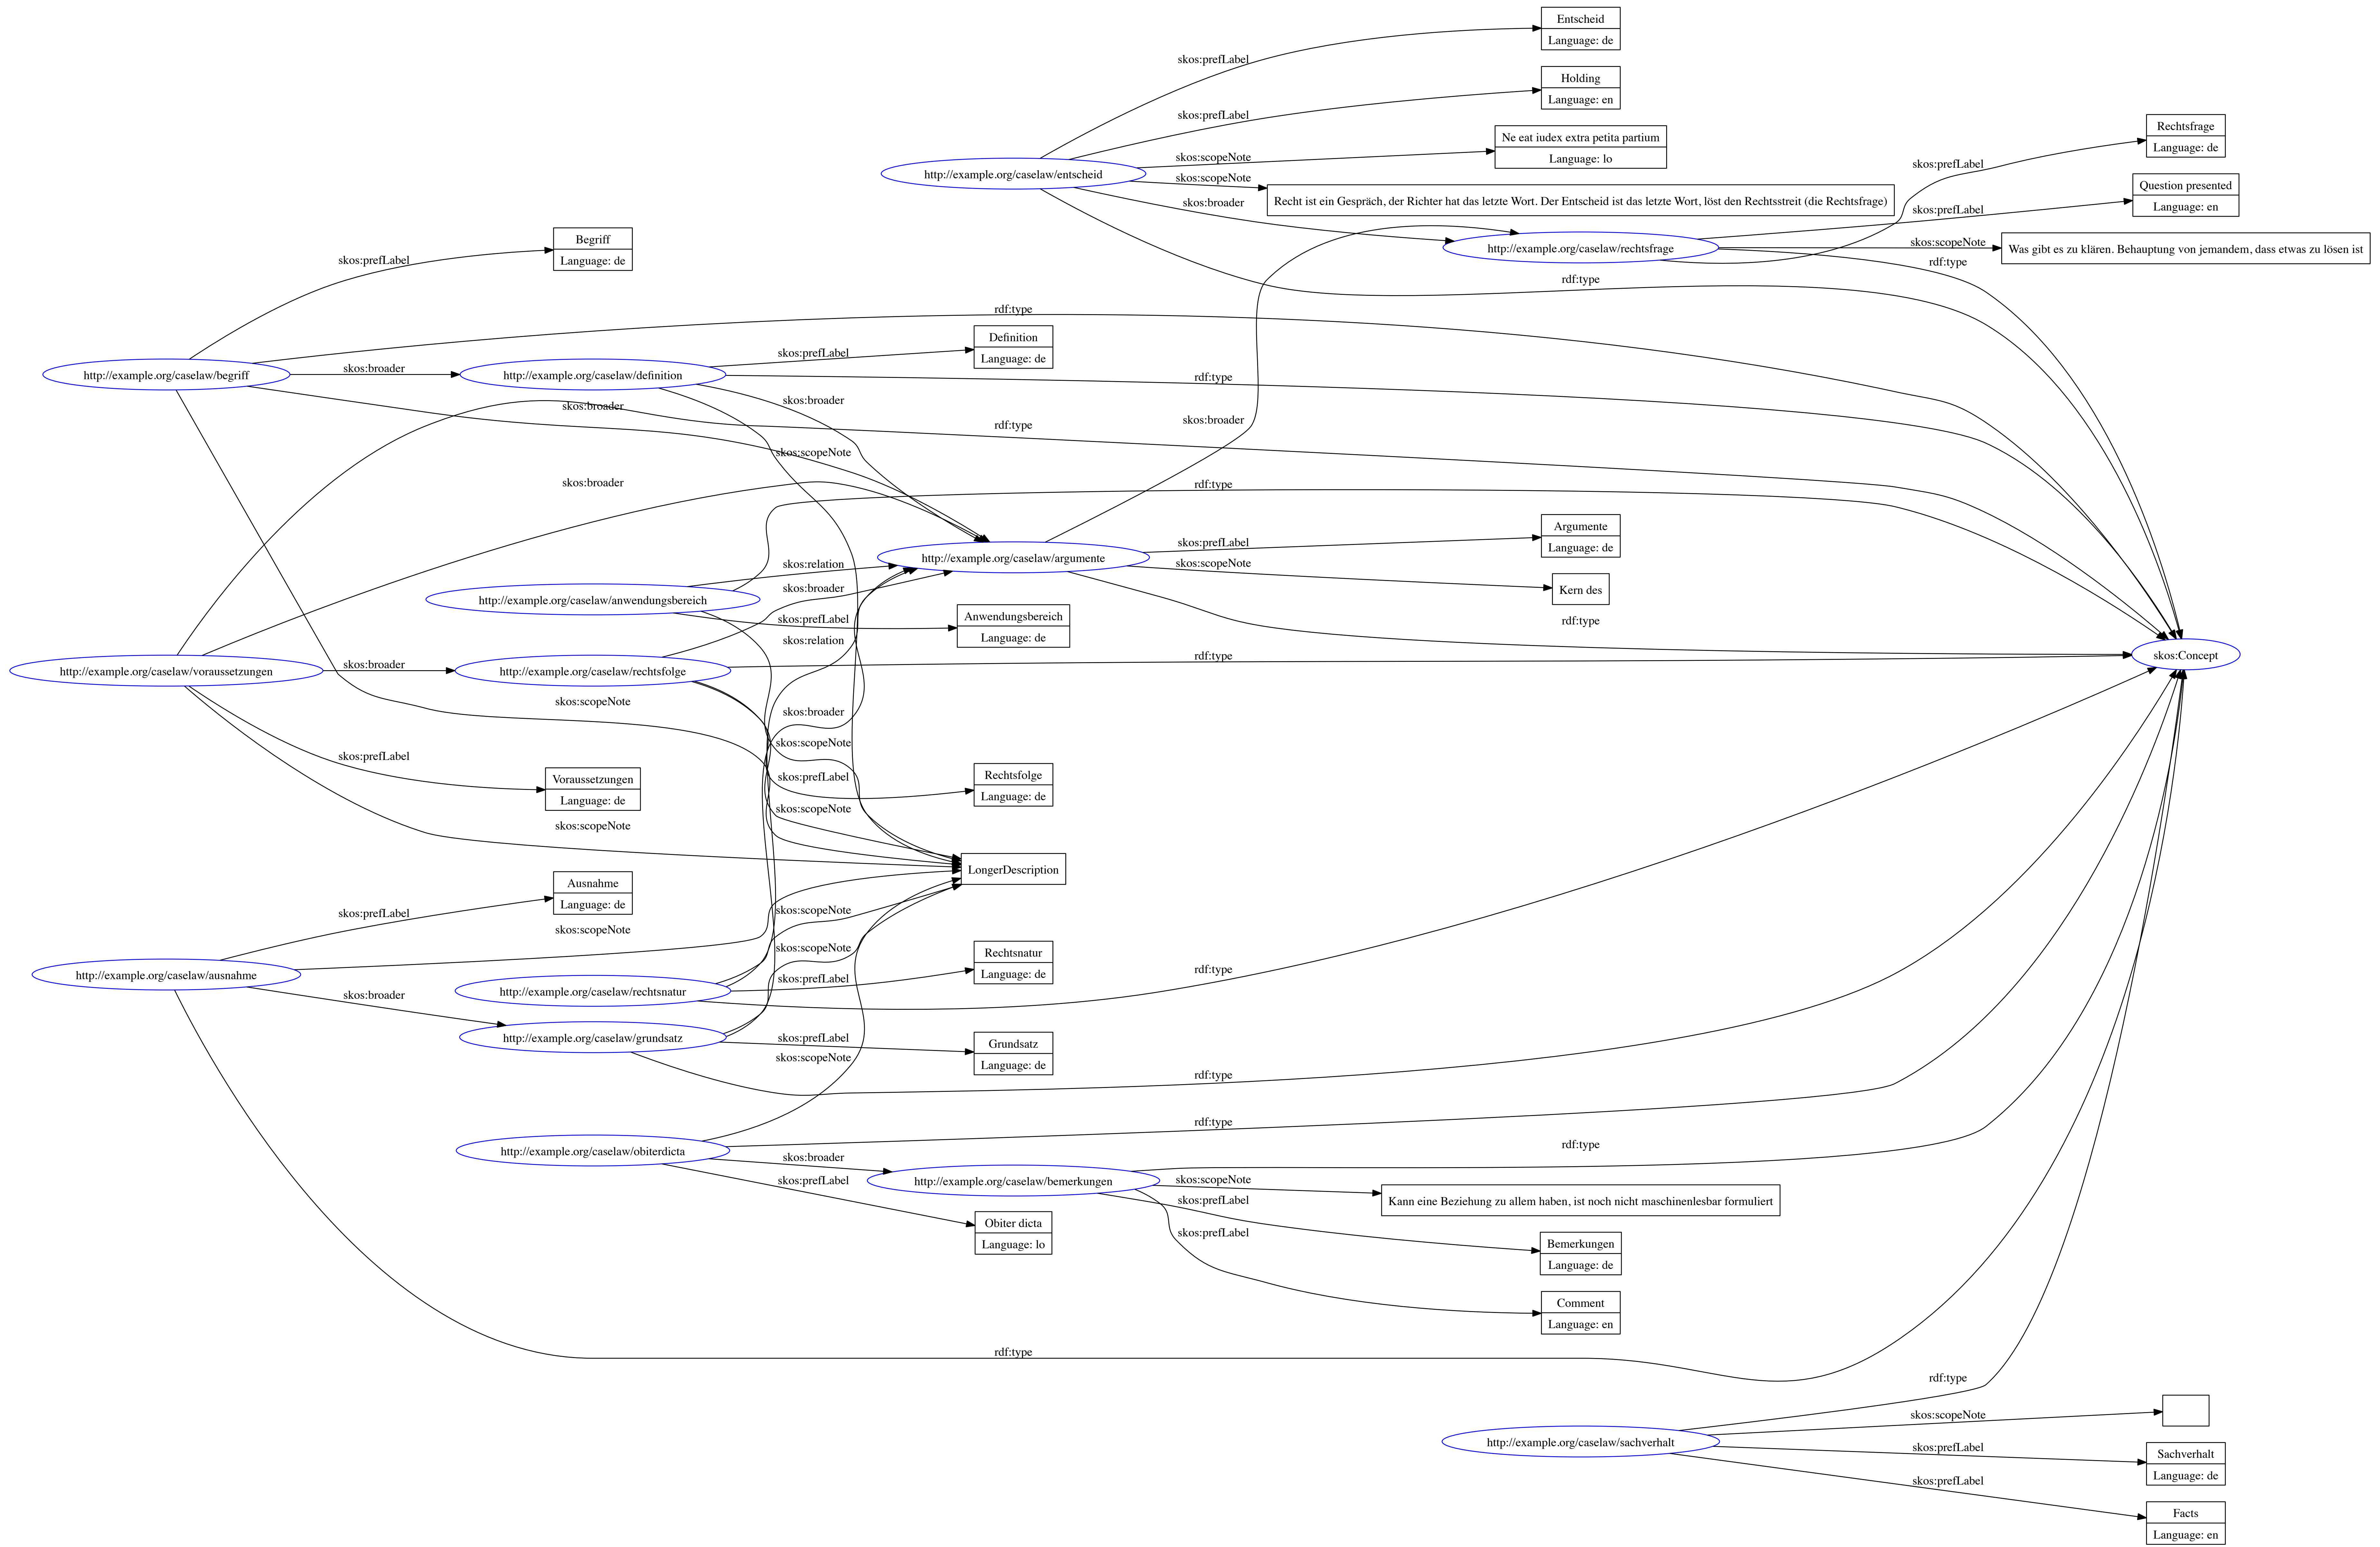 Entscheid
Language: de
skos:prefLabel
Holding
Language: en
skos:prefLabel
Rechtsfrage
Language: de
Ne eat iudex extra petita partium
Language: lo
skos:scopeNote
skos:prefLabel
http://example.org/caselaw/entscheid
skos:scopeNote
Question presented
Language: en
Recht ist ein Gespräch, der Richter hat das letzte Wort. Der Entscheid ist das letzte Wort, löst den Rechtsstreit (die Rechtsfrage)
skos:broader
skos:prefLabel
Begriff
Language: de
skos:prefLabel
http://example.org/caselaw/rechtsfrage
skos:scopeNote
Was gibt es zu klären. Behauptung von jemandem, dass etwas zu lösen ist
rdf:type
rdf:type
rdf:type
Definition
Language: de
skos:prefLabel
http://example.org/caselaw/begriff
skos:broader
http://example.org/caselaw/definition
rdf:type
skos:broader
skos:broader
skos:broader
rdf:type
skos:scopeNote
skos:broader
rdf:type
Argumente
Language: de
skos:prefLabel
http://example.org/caselaw/argumente
skos:scopeNote
Kern des
skos:relation
skos:broader
http://example.org/caselaw/anwendungsbereich
skos:prefLabel
Anwendungsbereich
Language: de
rdf:type
skos:relation
skos:Concept
rdf:type
http://example.org/caselaw/voraussetzungen
skos:broader
http://example.org/caselaw/rechtsfolge
skos:scopeNote
skos:broader
skos:scopeNote
skos:prefLabel
Voraussetzungen
Language: de
skos:prefLabel
Rechtsfolge
Language: de
skos:scopeNote
skos:scopeNote
LongerDescription
Ausnahme
Language: de
skos:prefLabel
skos:scopeNote
skos:scopeNote
skos:scopeNote
Rechtsnatur
Language: de
http://example.org/caselaw/ausnahme
rdf:type
skos:prefLabel
http://example.org/caselaw/rechtsnatur
skos:broader
http://example.org/caselaw/grundsatz
skos:prefLabel
Grundsatz
Language: de
skos:scopeNote
rdf:type
rdf:type
http://example.org/caselaw/obiterdicta
skos:broader
rdf:type
http://example.org/caselaw/bemerkungen
skos:scopeNote
skos:prefLabel
Kann eine Beziehung zu allem haben, ist noch nicht maschinenlesbar formuliert
skos:prefLabel
Obiter dicta
Language: lo
skos:prefLabel
Bemerkungen
Language: de
Comment
Language: en
rdf:type
rdf:type
skos:scopeNote
http://example.org/caselaw/sachverhalt
skos:prefLabel
Sachverhalt
Language: de
skos:prefLabel
Facts
Language: en